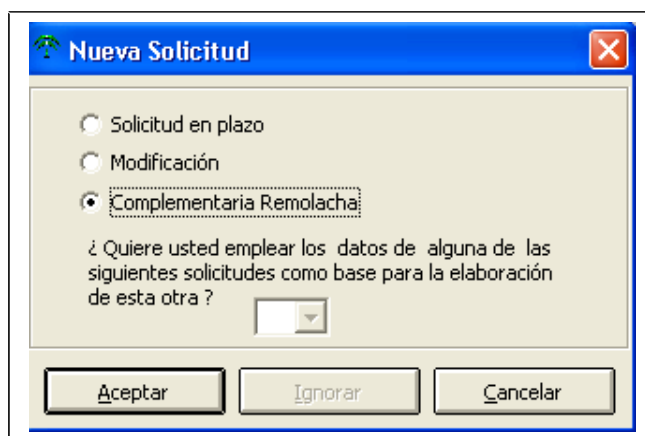 Nueva Solicitud
Solicitud en plazo
Modificación
Complementaria Remolacha
¿ Quiere usted emplear los datos de alguna de las
siguientes solicitudes como base para la elaboración
de esta otra ?
Aceptar
Ignorar
Cancelar